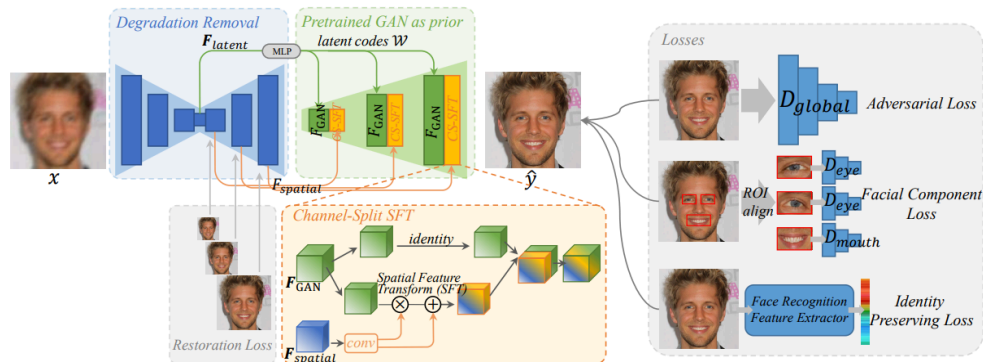 Degradation Removal
Pretrained GAN as prior
F_latent
MLP
latent codes 𝒲
F_GAN
CS-SFT
F_GAN
CS-SFT
F_GAN
CS-SFT
F_spatial
x
ŷ
Restoration Loss
Channel-Split SFT
identity
F_GAN
Spatial Feature
Transform (SFT)
conv
F_spatial
Losses
D_global
Adversarial Loss
ROI
align
D_eye
D_eye
D_mouth
Facial Component
Loss
Face Recognition
Feature Extractor
Identity
Preserving Loss